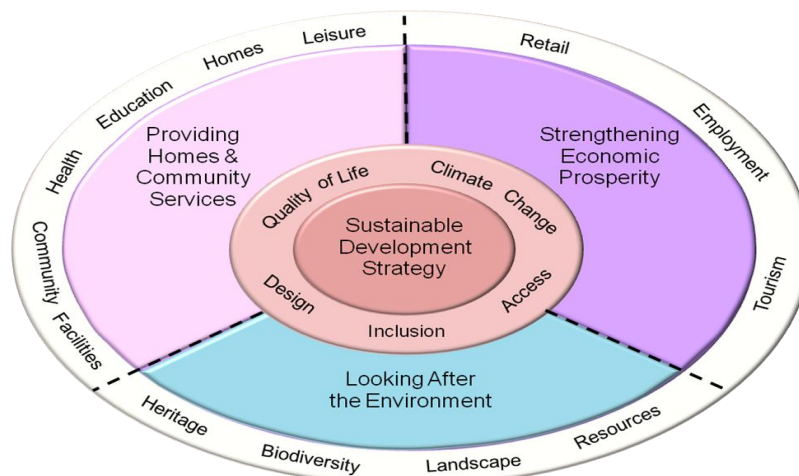 Leisure
Homes
Education
Health
Community Facilities
Retail
Employment
Tourism
Providing
Homes &
Community
Services
Strengthening
Economic
Prosperity
Quality of Life
Climate Change
Sustainable
Development
Strategy
Design
Inclusion
Access
Looking After
the Environment
Heritage
Biodiversity
Landscape
Resources